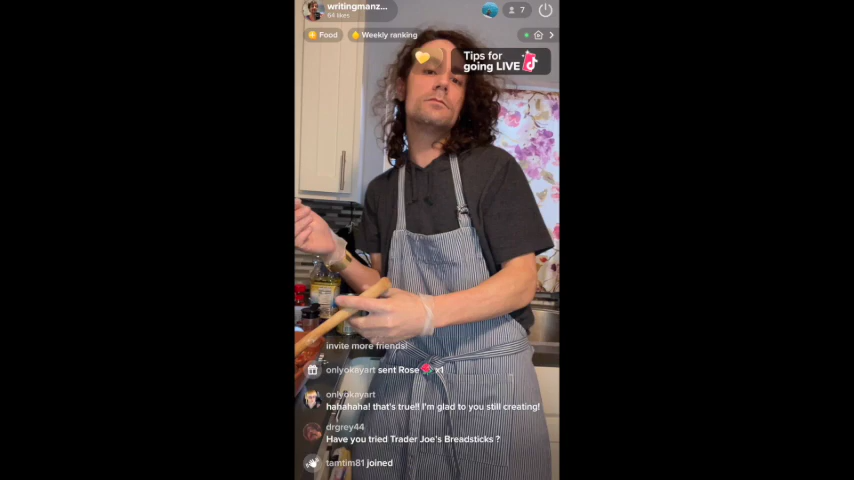 writingmanz...
64 likes
7
Food
Weekly ranking
Tips for
going LIVE
invite more friends!
onlyokayart sent Rose x1
onlyokayart
hahahaha! that's true!! I'm glad to you still creating!
drgrey44
Have you tried Trader Joe's Breadsticks ?
tamtim81 joined